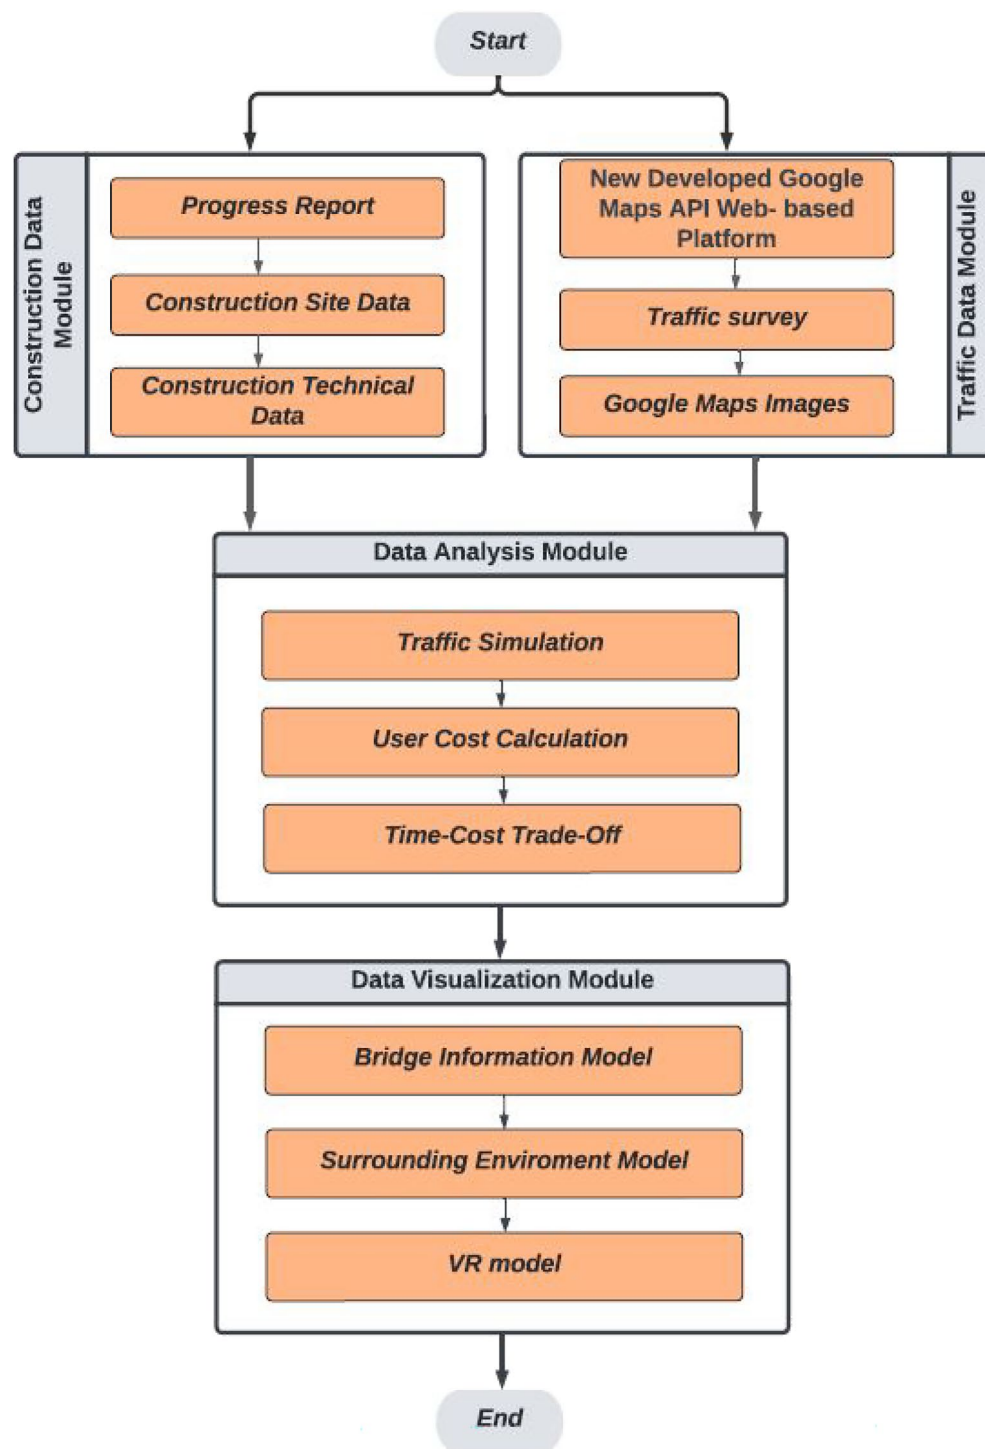 Start
Construction Data
Module
Progress Report
Construction Site Data
Construction Technical
Data
New Developed Google
Maps API Web- based
Platform
Traffic survey
Google Maps Images
Traffic Data Module
Data Analysis Module
Traffic Simulation
User Cost Calculation
Time-Cost Trade-Off
Data Visualization Module
Bridge Information Model
Surrounding Enviroment Model
VR model
End